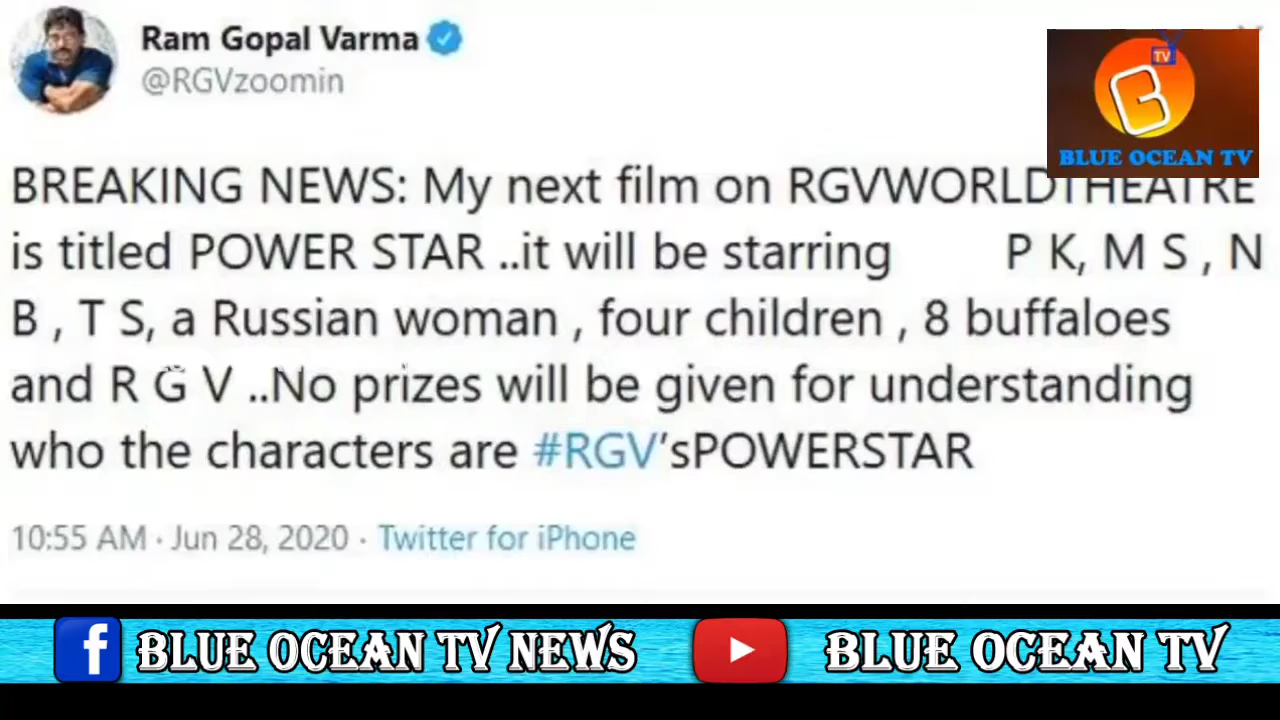 Ram Gopal Varma
@RGVzoomin
TV
B
BLUE OCEAN TV
BREAKING NEWS: My next film on RGVWORLDTHEATRE
is titled POWER STAR ..it will be starring P K, M S , N
B , T S, a Russian woman , four children , 8 buffaloes
and R G V ..No prizes will be given for understanding
who the characters are #RGV'sPOWERSTAR
10:55 AM · Jun 28, 2020 · Twitter for iPhone
f BLUE OCEAN TV NEWS BLUE OCEAN TV